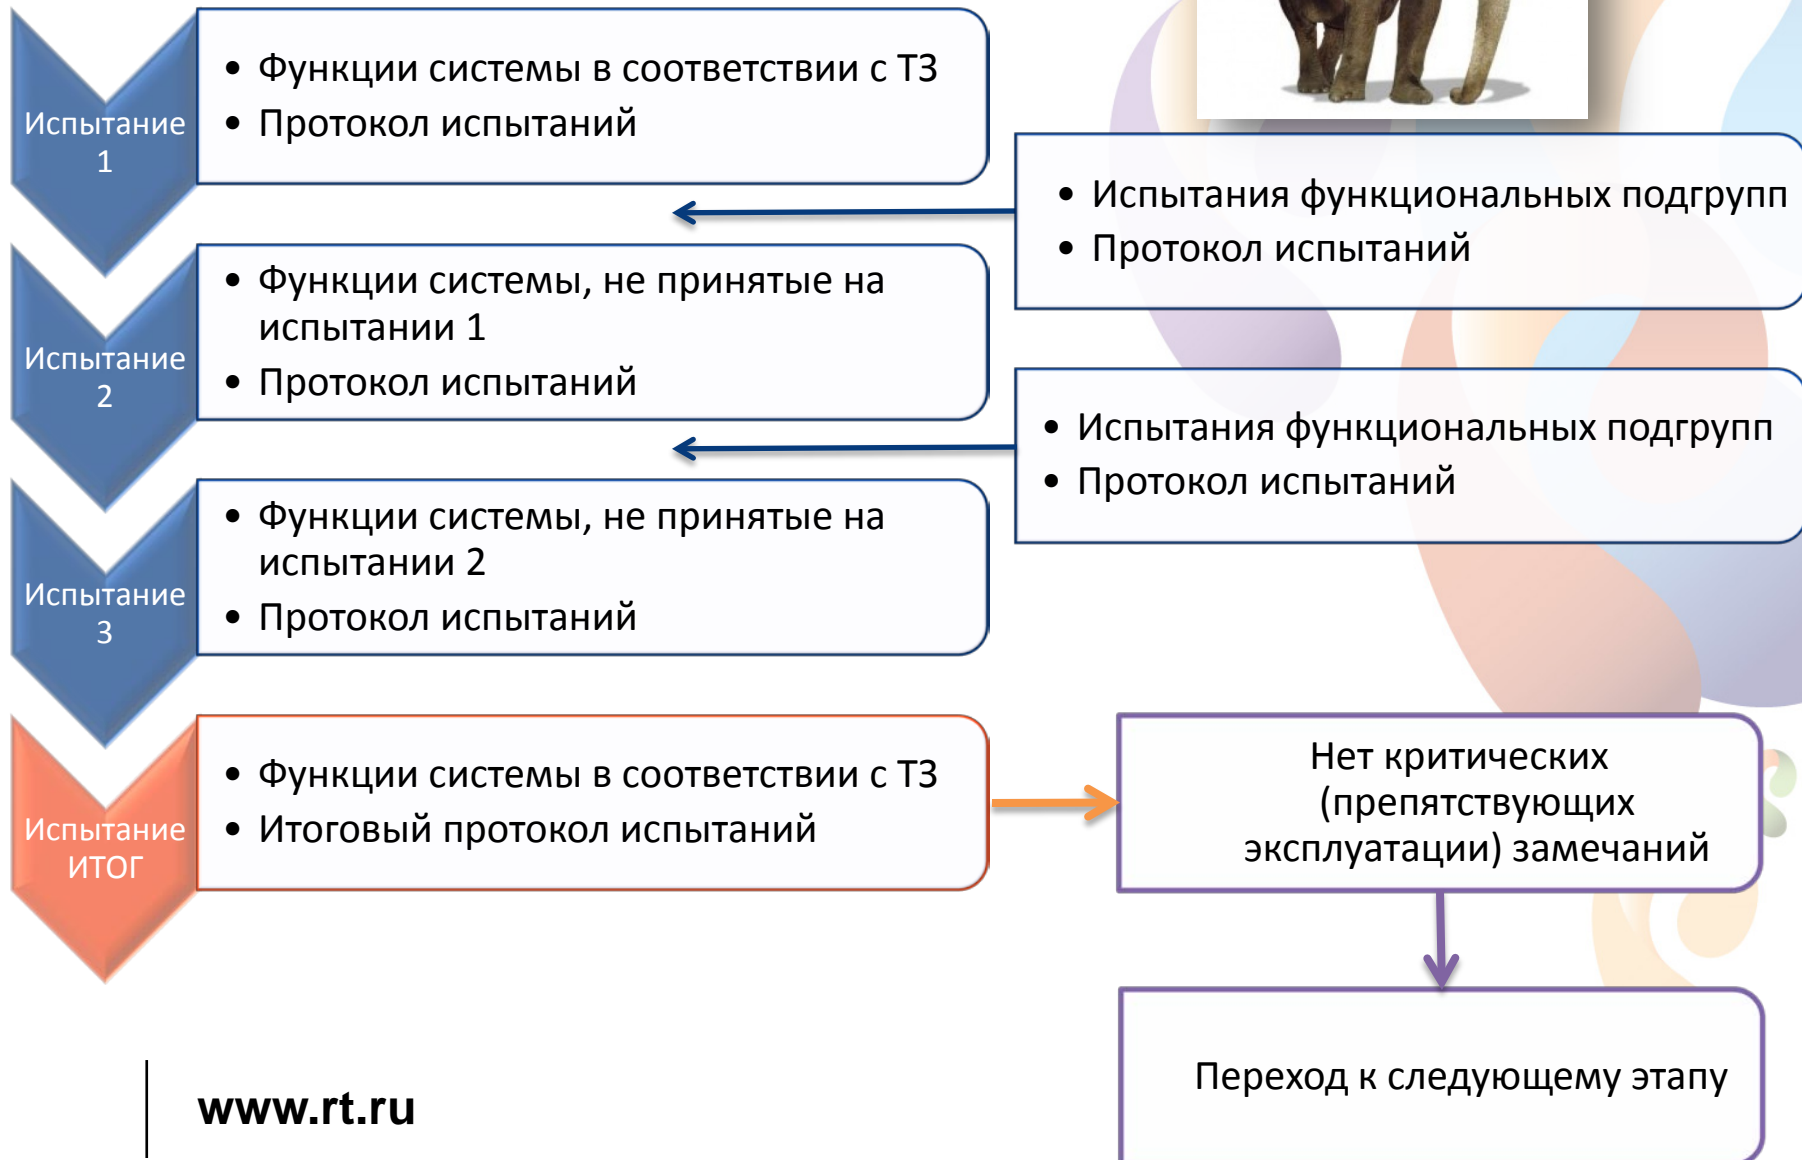 Испытание
1
• Функции системы в соответствии с ТЗ
• Протокол испытаний
• Испытания функциональных подгрупп
• Протокол испытаний
Испытание
2
• Функции системы, не принятые на
испытании 1
• Протокол испытаний
• Испытания функциональных подгрупп
• Протокол испытаний
Испытание
3
• Функции системы, не принятые на
испытании 2
• Протокол испытаний
Испытание
ИТОГ
• Функции системы в соответствии с ТЗ
• Итоговый протокол испытаний
Нет критических
(препятствующих
эксплуатации) замечаний
Переход к следующему этапу
www.rt.ru